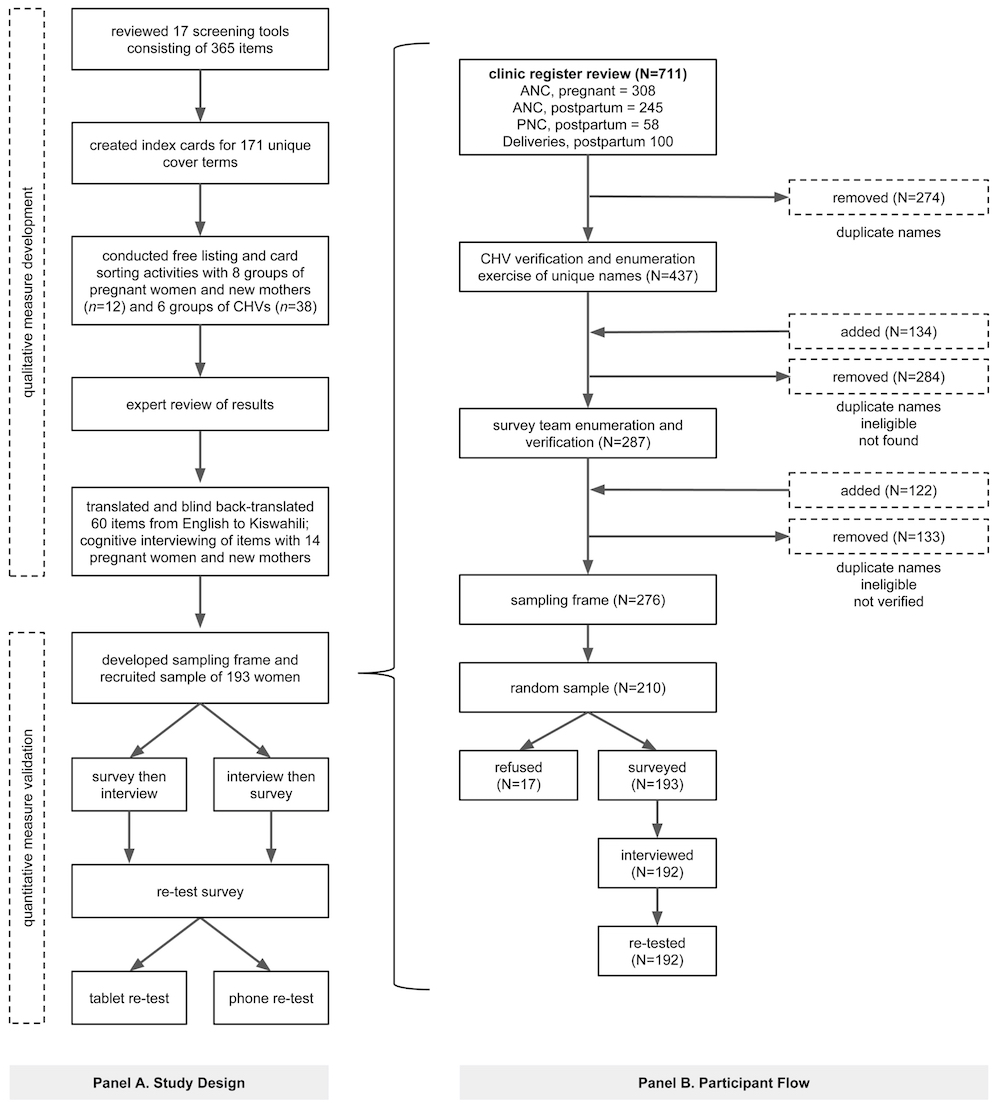 qualitative measure development
reviewed 17 screening tools
consisting of 365 items
created index cards for 171 unique
cover terms
conducted free listing and card
sorting activities with 8 groups of
pregnant women and new mothers
(n=12) and 6 groups of CHVs (n=38)
expert review of results
translated and blind back-translated
60 items from English to Kiswahili;
cognitive interviewing of items with 14
pregnant women and new mothers
quantitative measure validation
developed sampling frame and
recruited sample of 193 women
survey then
interview
interview then
survey
re-test survey
tablet re-test
phone re-test
Panel A. Study Design
clinic register review (N=711)
ANC, pregnant = 308
ANC, postpartum = 245
PNC, postpartum = 58
Deliveries, postpartum 100
removed (N=274)
duplicate names
CHV verification and enumeration
exercise of unique names (N=437)
added (N=134)
removed (N=284)
duplicate names
ineligible
not found
survey team enumeration and
verification (N=287)
added (N=122)
removed (N=133)
duplicate names
ineligible
not verified
sampling frame (N=276)
random sample (N=210)
refused
(N=17)
surveyed
(N=193)
interviewed
(N=192)
re-tested
(N=192)
Panel B. Participant Flow